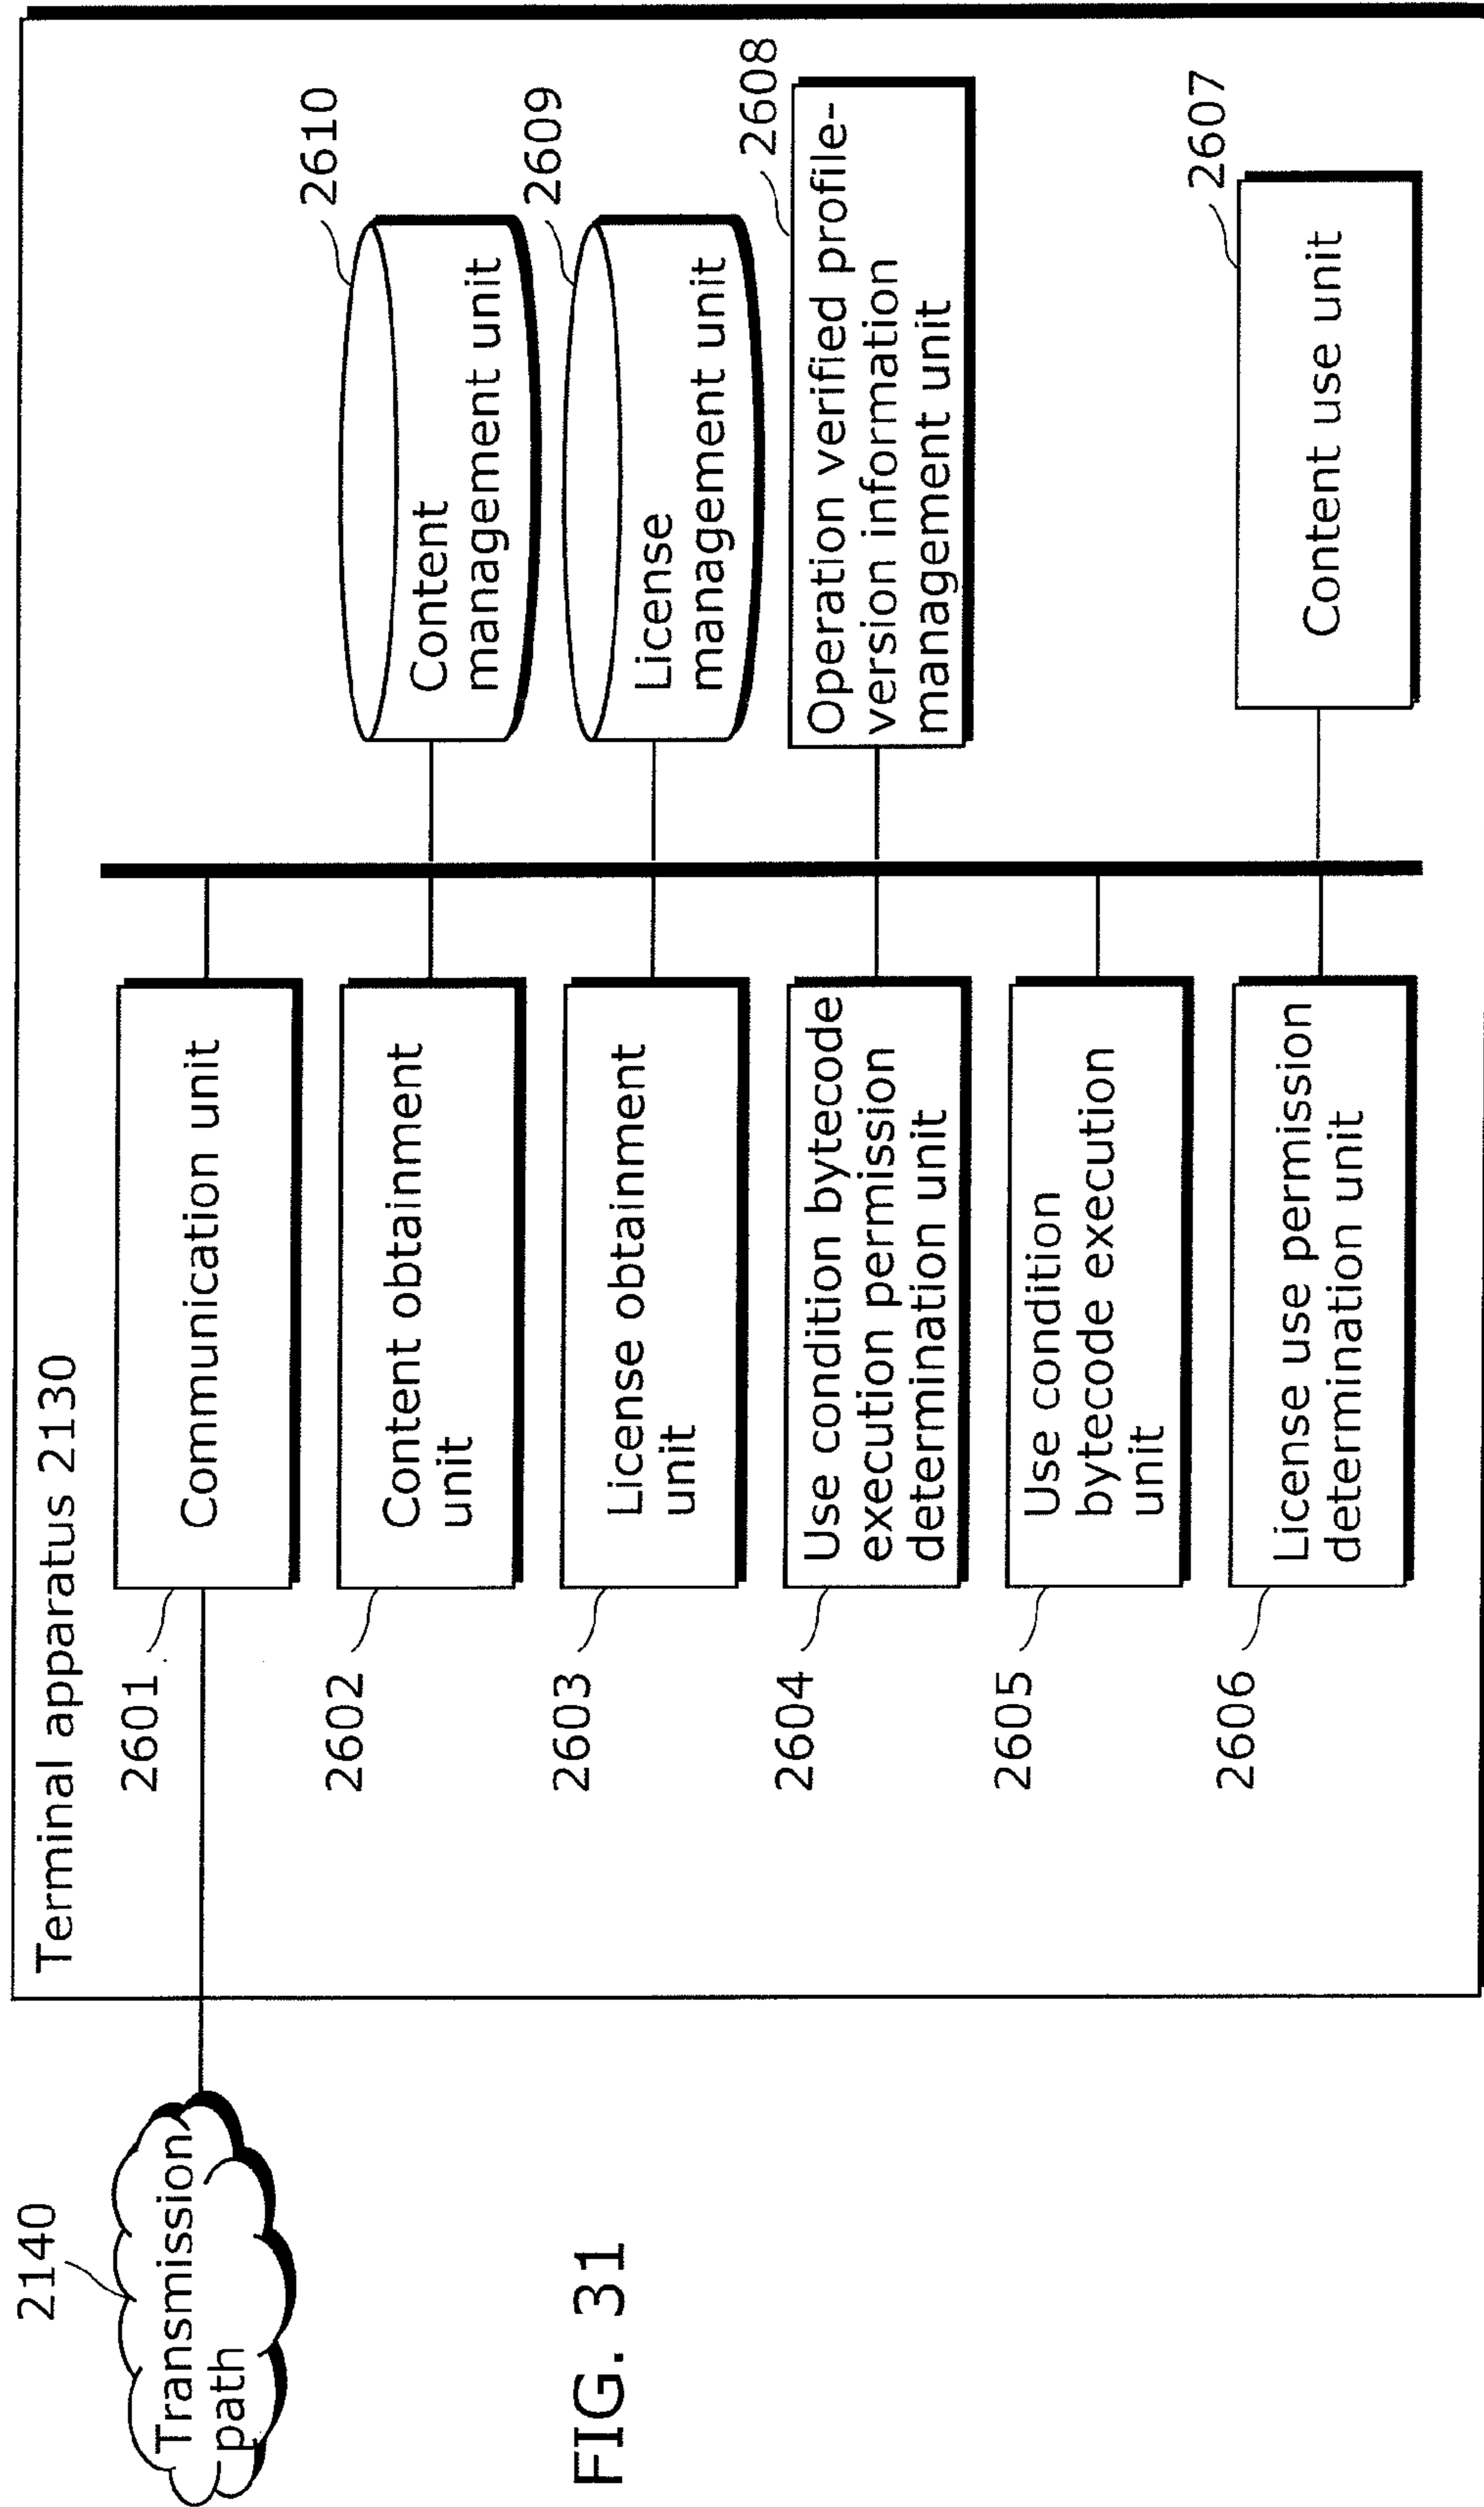 FIG. 31
2140
Transmission
path
Terminal apparatus 2130
2601
Communication unit
2602
Content obtainment
unit
2603
License obtainment
unit
2604
Use condition bytecode
execution permission
determination unit
2605
Use condition
bytecode execution
unit
2606
License use permission
determination unit
2610
Content
management unit
2609
License
management unit
2608
Operation verified profile-
version information
management unit
2607
Content use unit